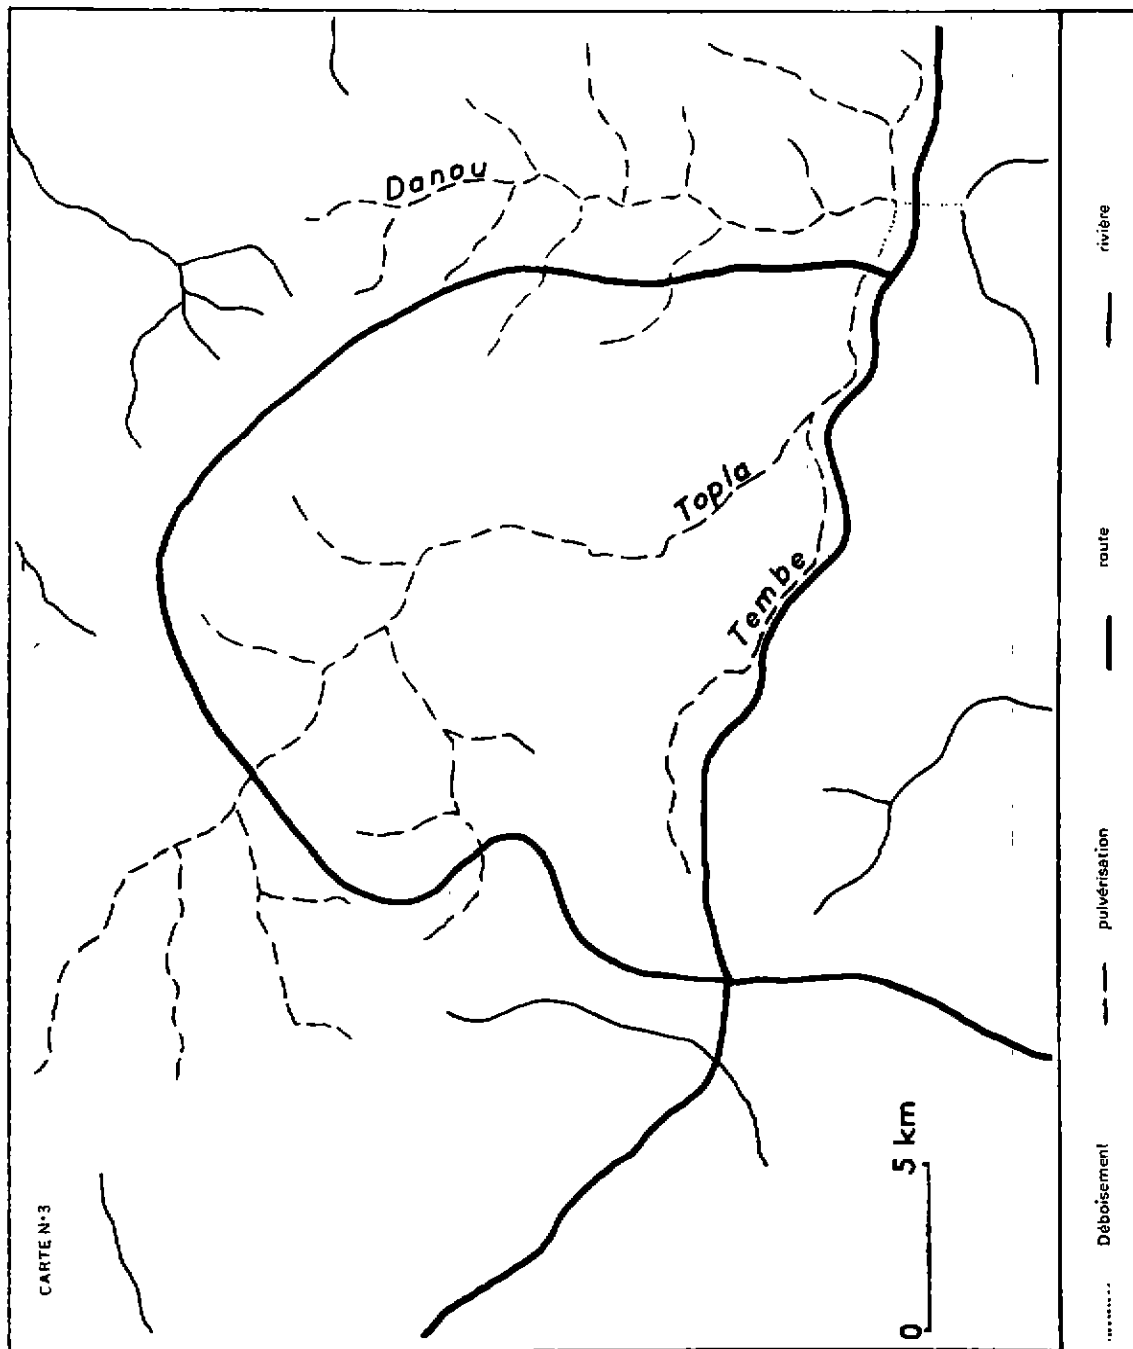 CARTE N°3
Danou
Topla
Tembe
0 5 km
Déboisement pulvérisation route rivière